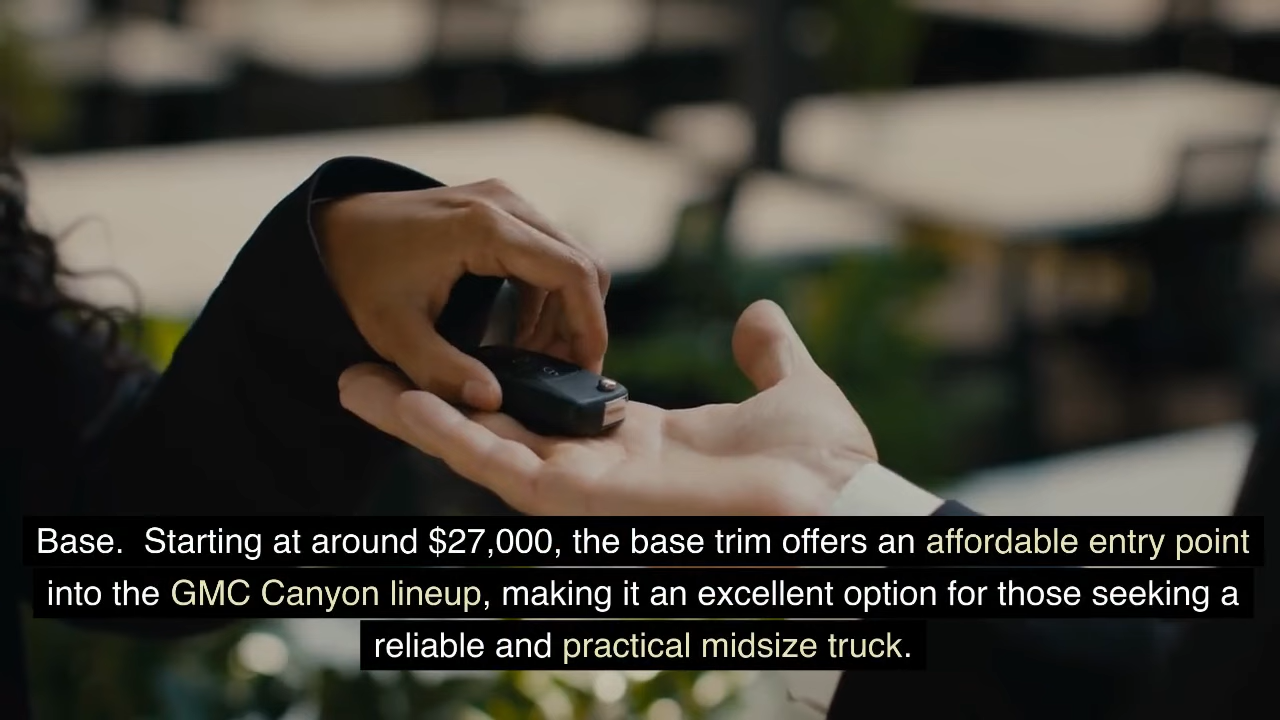 Base.  Starting at around $27,000, the base trim offers an affordable entry point
into the GMC Canyon lineup, making it an excellent option for those seeking a
reliable and practical midsize truck.